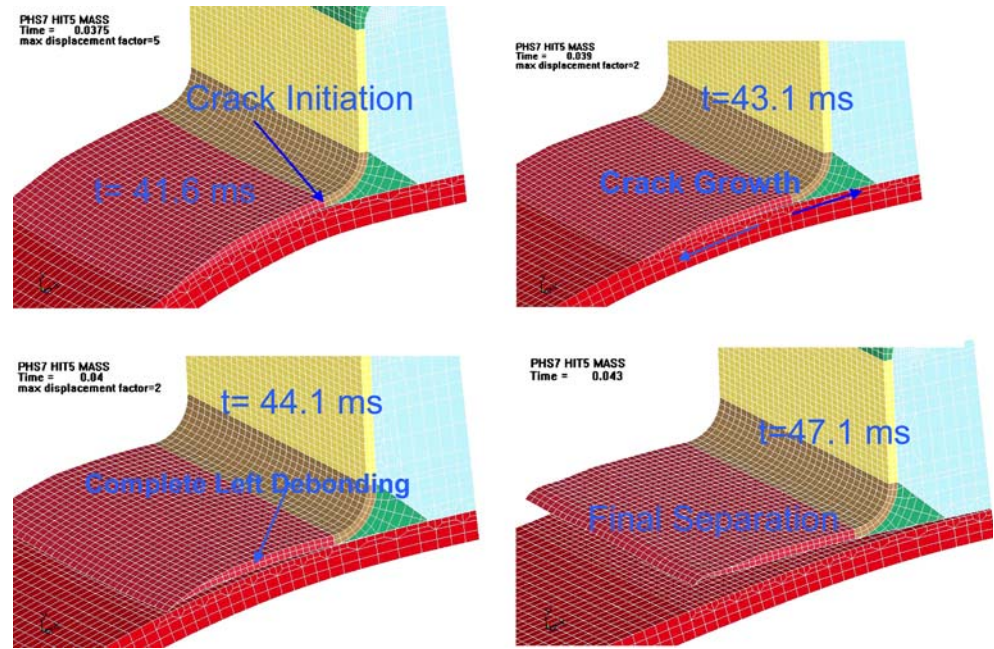 PHS7 HIT5 MASS
Time = 0.0375
max displacement factor=5
Crack Initiation
t= 41.6 ms
PHS7 HIT5 MASS
Time = 0.039
max displacement factor=2
t=43.1 ms
Crack Growth
PHS7 HIT5 MASS
Time = 0.04
max displacement factor=2
t= 44.1 ms
Complete Left Debonding
PHS7 HIT5 MASS
Time = 0.043
t=47.1 ms
Final Separation